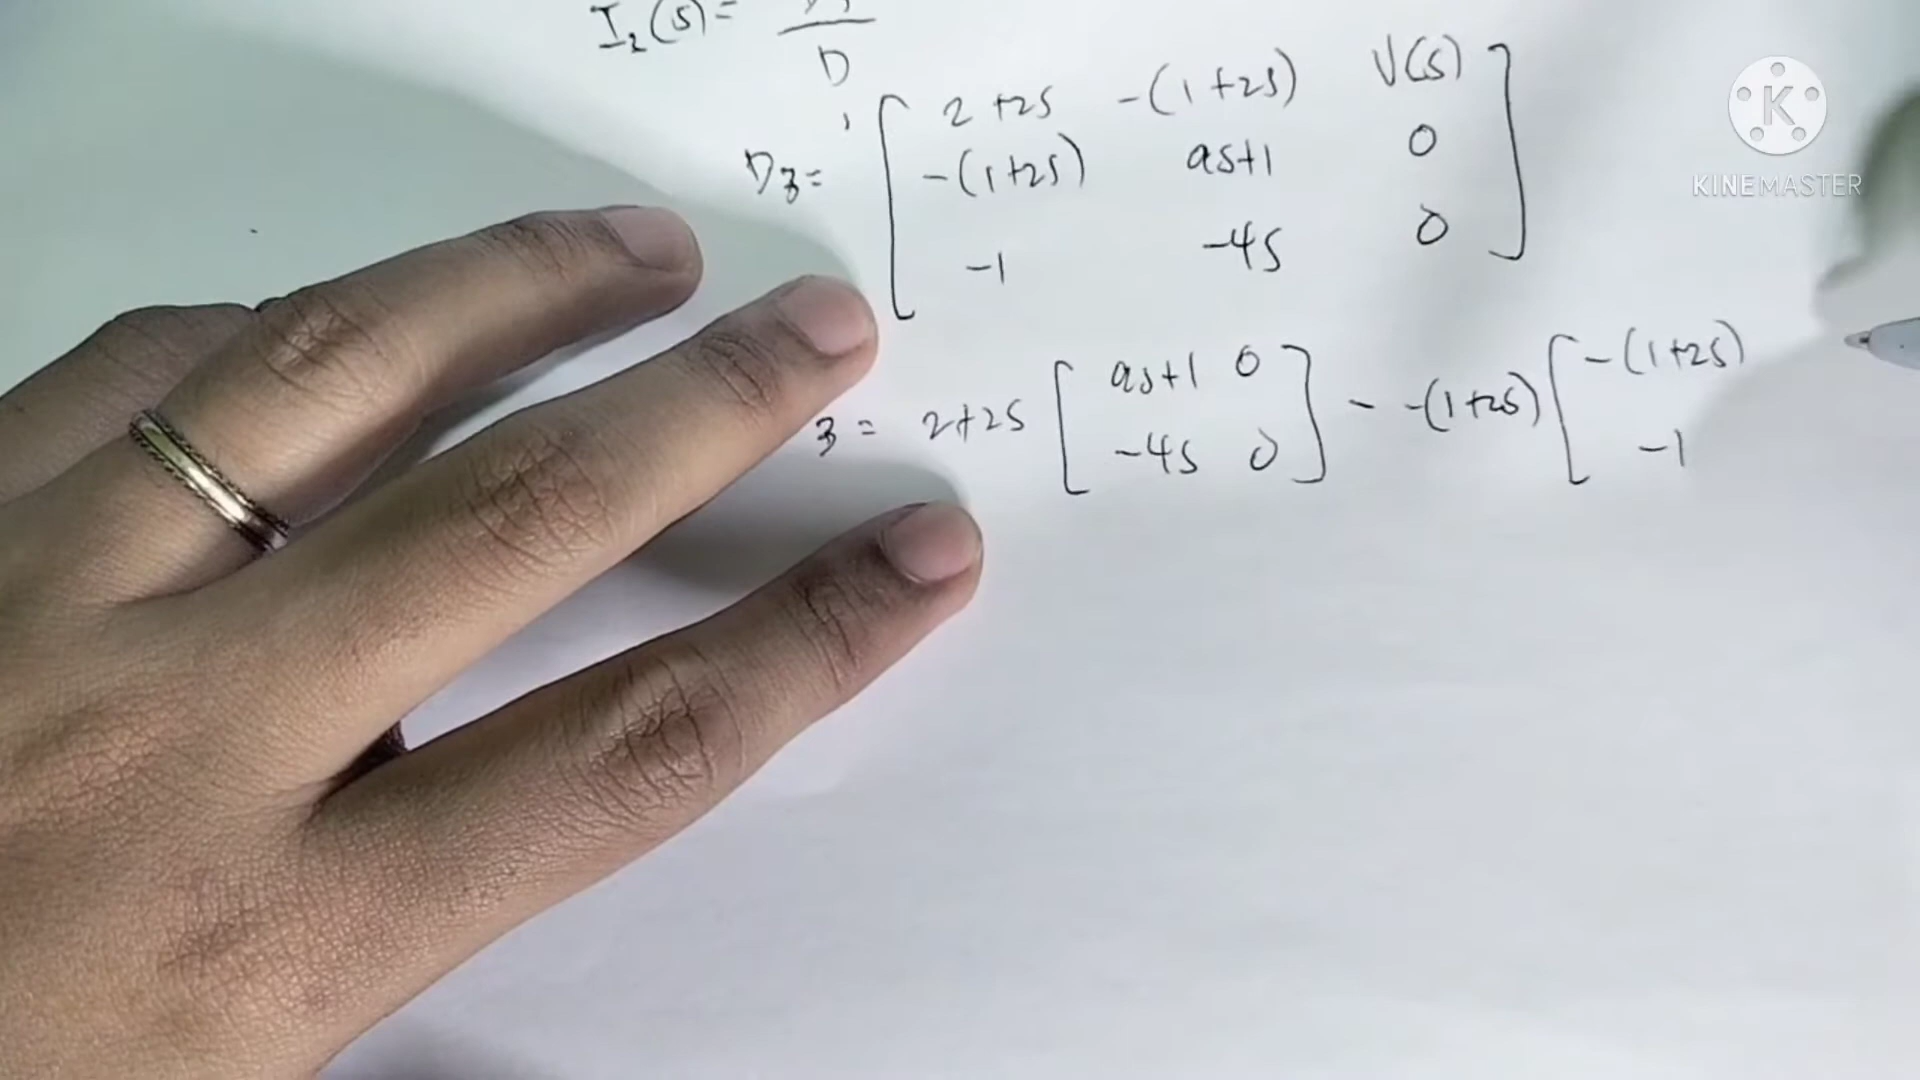 I₂(s) =
D
2+2s -(1+2s) V(s)
D₃= -(1+2s) as+1 0
-1 -4s 0
3 = 2+2s [ as+1 0 ] - -(1+2s) [ -(1+2s)
-4s 0 -1
K
KINEMASTER